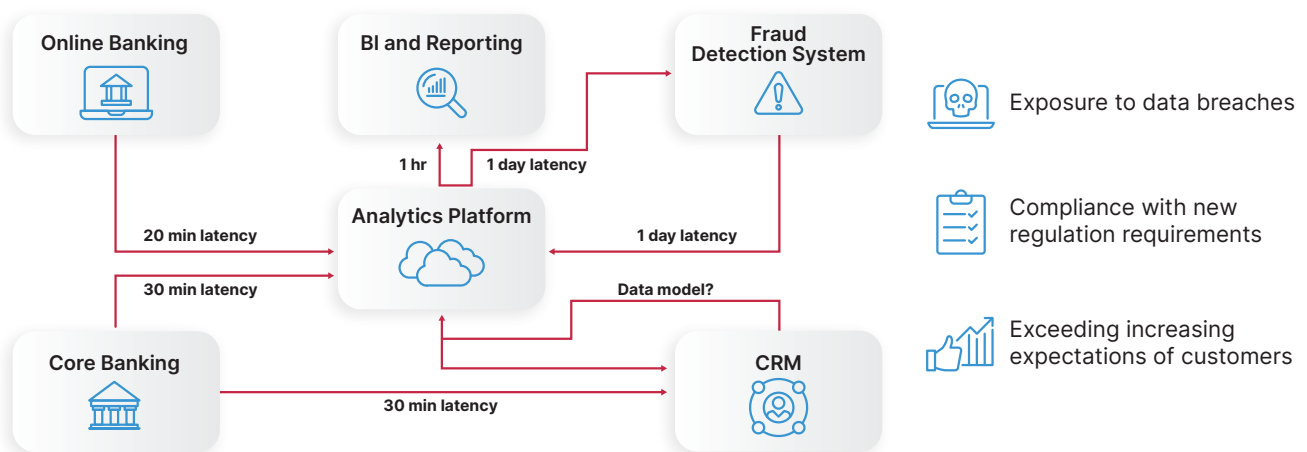 Online Banking
BI and Reporting
Fraud
Detection System
Exposure to data breaches
1 hr
1 day latency
Analytics Platform
Compliance with new
regulation requirements
20 min latency
1 day latency
30 min latency
Data model?
Exceeding increasing
expectations of customers
Core Banking
CRM
30 min latency